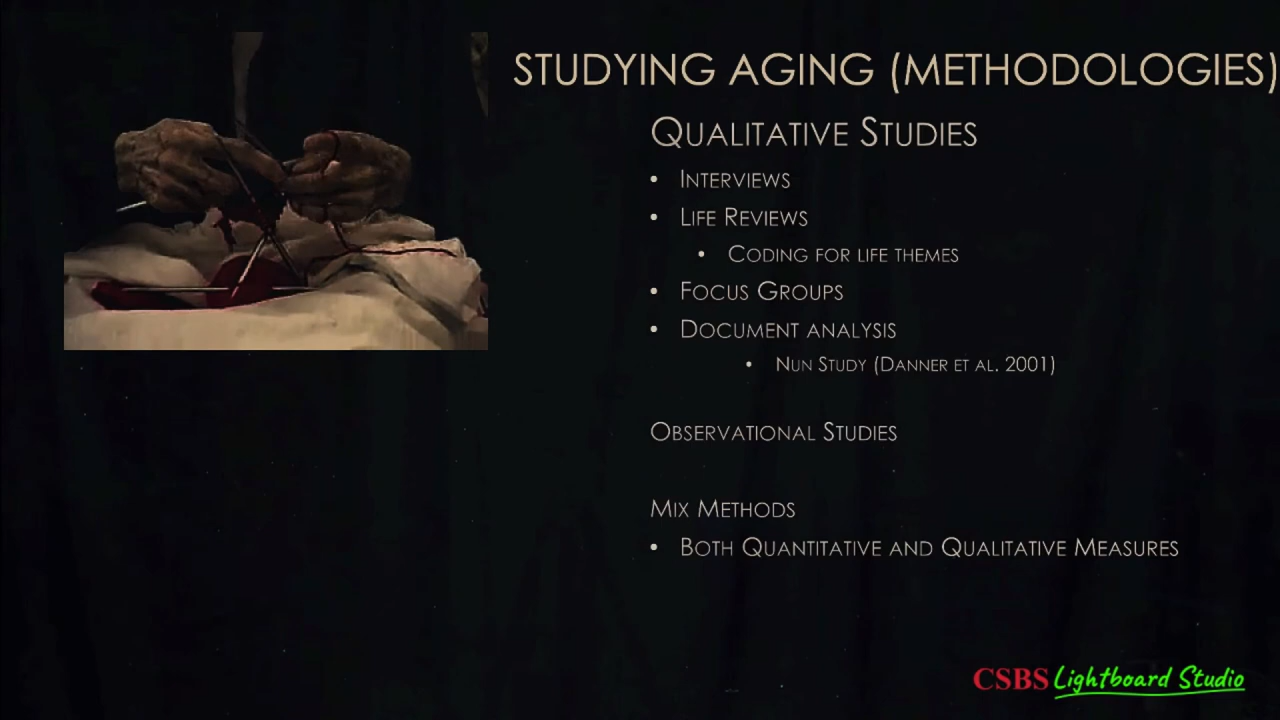 STUDYING AGING (METHODOLOGIES)
QUALITATIVE STUDIES
• INTERVIEWS
• LIFE REVIEWS
• CODING FOR LIFE THEMES
• FOCUS GROUPS
• DOCUMENT ANALYSIS
• NUN STUDY (DANNER ET AL. 2001)
OBSERVATIONAL STUDIES
MIX METHODS
• BOTH QUANTITATIVE AND QUALITATIVE MEASURES
CSBS Lightboard Studio